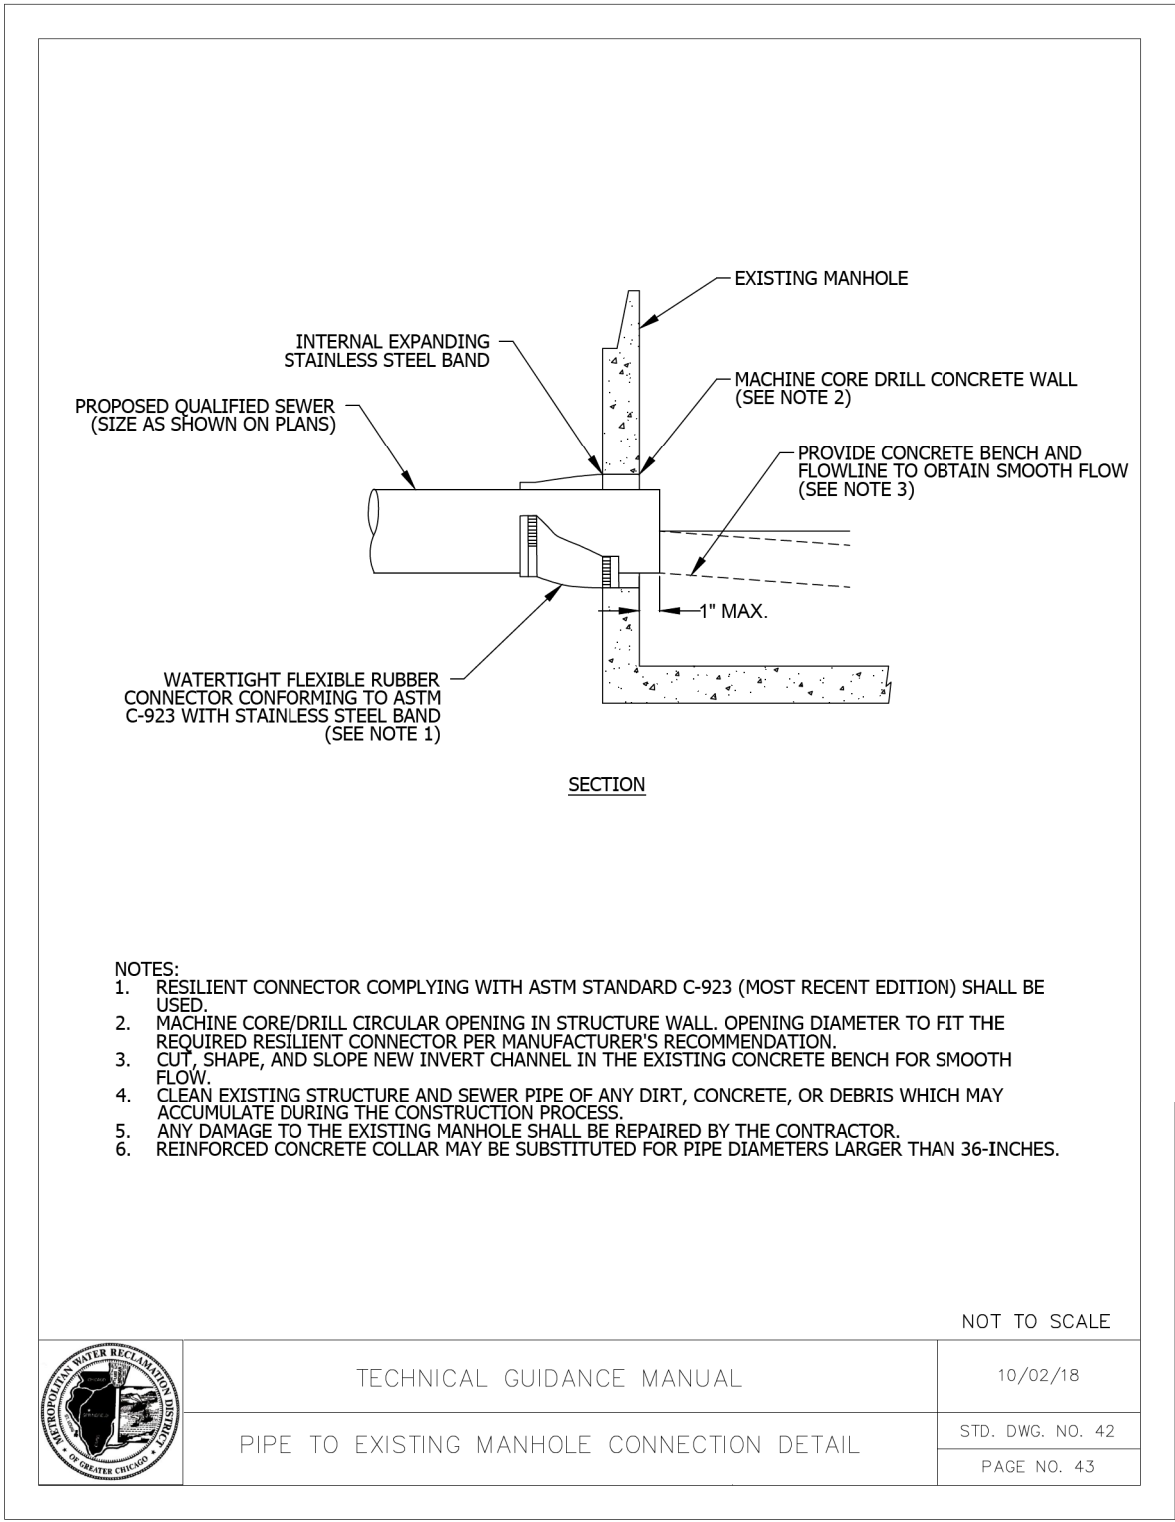 EXISTING MANHOLE
INTERNAL EXPANDING
STAINLESS STEEL BAND
MACHINE CORE DRILL CONCRETE WALL
(SEE NOTE 2)
PROPOSED QUALIFIED SEWER
(SIZE AS SHOWN ON PLANS)
PROVIDE CONCRETE BENCH AND
FLOWLINE TO OBTAIN SMOOTH FLOW
(SEE NOTE 3)
1" MAX.
WATERTIGHT FLEXIBLE RUBBER
CONNECTOR CONFORMING TO ASTM
C-923 WITH STAINLESS STEEL BAND
(SEE NOTE 1)
SECTION
NOTES:
1. RESILIENT CONNECTOR COMPLYING WITH ASTM STANDARD C-923 (MOST RECENT EDITION) SHALL BE
USED.
2. MACHINE CORE/DRILL CIRCULAR OPENING IN STRUCTURE WALL. OPENING DIAMETER TO FIT THE
REQUIRED RESILIENT CONNECTOR PER MANUFACTURER'S RECOMMENDATION.
3. CUT, SHAPE, AND SLOPE NEW INVERT CHANNEL IN THE EXISTING CONCRETE BENCH FOR SMOOTH
FLOW.
4. CLEAN EXISTING STRUCTURE AND SEWER PIPE OF ANY DIRT, CONCRETE, OR DEBRIS WHICH MAY
ACCUMULATE DURING THE CONSTRUCTION PROCESS.
5. ANY DAMAGE TO THE EXISTING MANHOLE SHALL BE REPAIRED BY THE CONTRACTOR.
6. REINFORCED CONCRETE COLLAR MAY BE SUBSTITUTED FOR PIPE DIAMETERS LARGER THAN 36-INCHES.
NOT TO SCALE
METROPOLITAN WATER RECLAMATION DISTRICT
OF GREATER CHICAGO
TECHNICAL GUIDANCE MANUAL
10/02/18
PIPE TO EXISTING MANHOLE CONNECTION DETAIL
STD. DWG. NO. 42
PAGE NO. 43